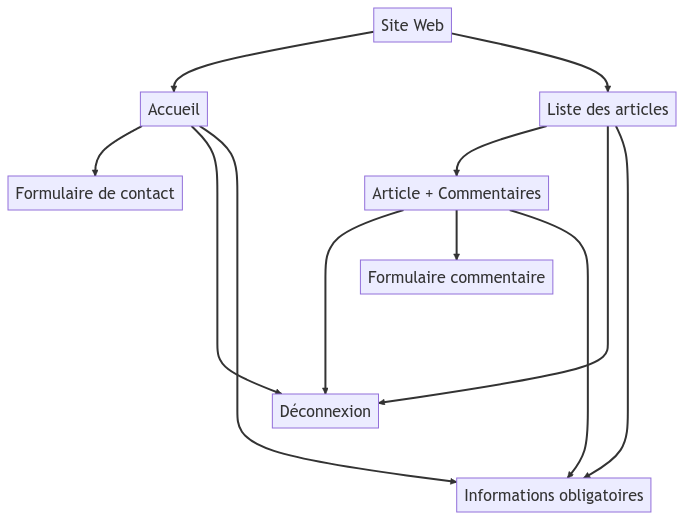 Site Web
Accueil
Liste des articles
Formulaire de contact
Article + Commentaires
Formulaire commentaire
Déconnexion
Informations obligatoires